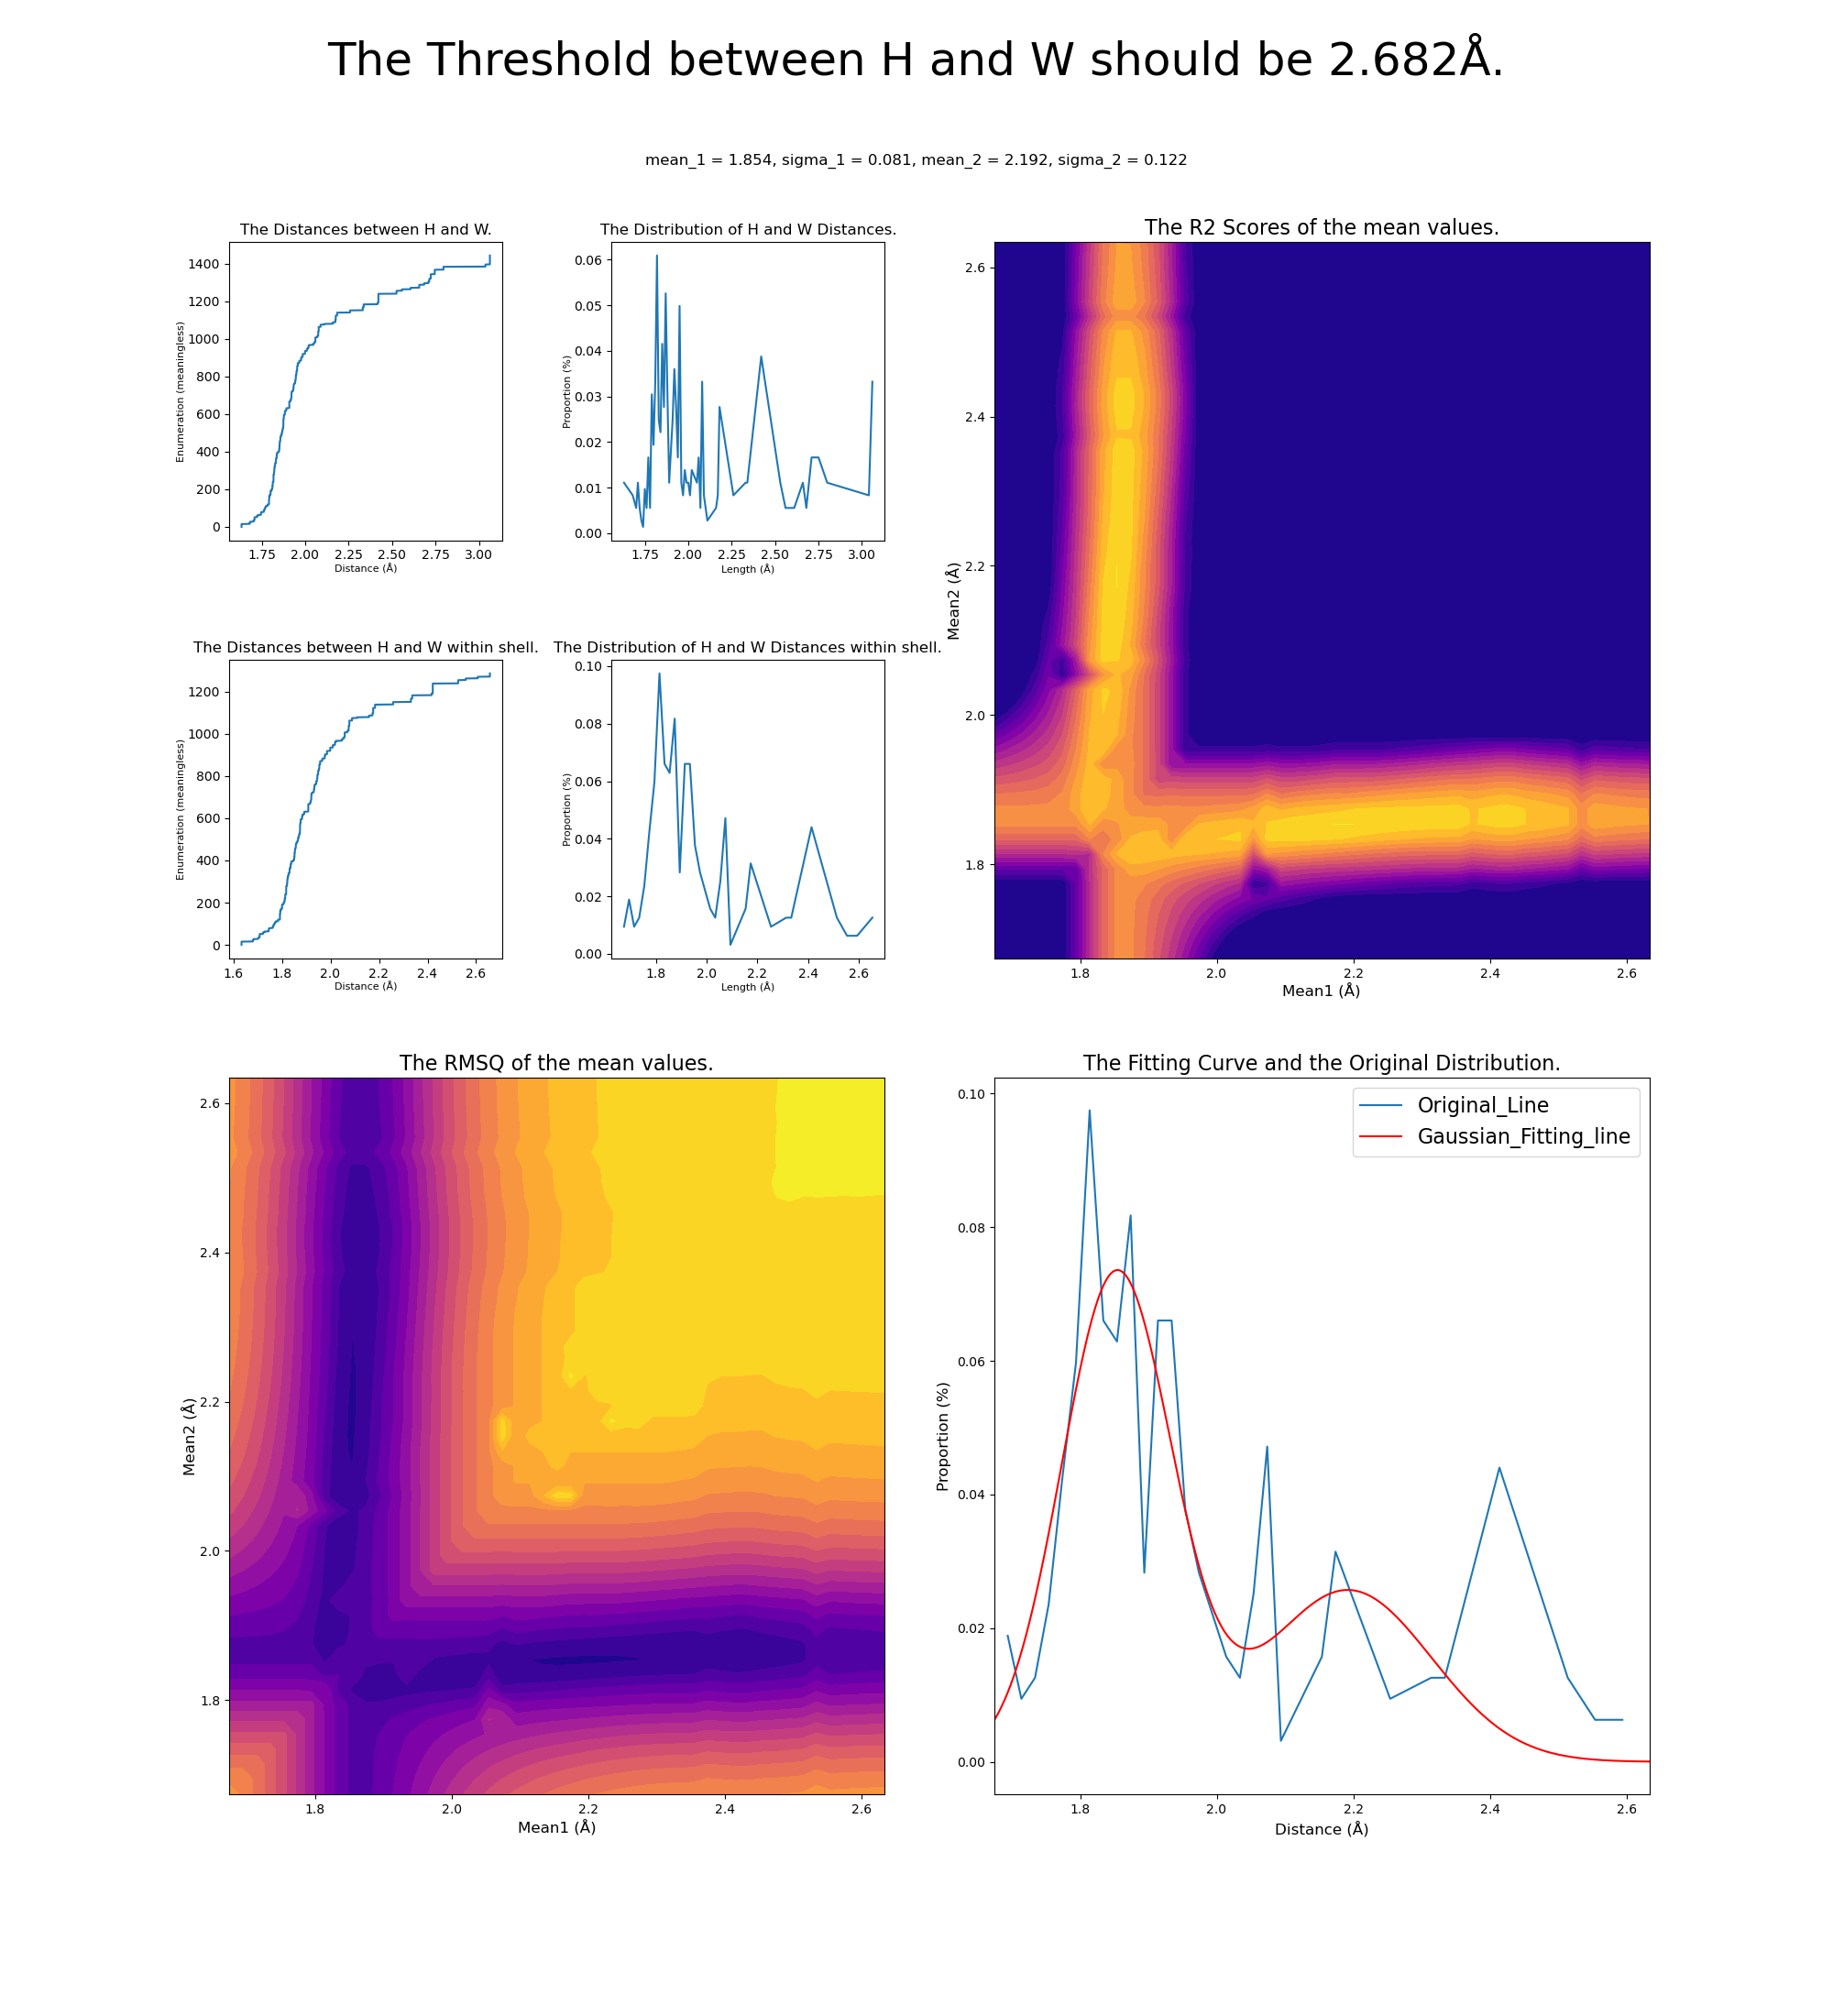 The Threshold between H and W should be 2.682Å.
mean_1 = 1.854, sigma_1 = 0.081, mean_2 = 2.192, sigma_2 = 0.122
The Distances between H and W.
Enumeration (meaningless)
1400
1200
1000
800
600
400
200
0
1.75 2.00 2.25 2.50 2.75 3.00
Distance (Å)
The Distribution of H and W Distances.
Proportion (%)
0.06
0.05
0.04
0.03
0.02
0.01
0.00
1.75 2.00 2.25 2.50 2.75 3.00
Length (Å)
The R2 Scores of the mean values.
Mean2 (Å)
2.6
2.4
2.2
2.0
1.8
1.8 2.0 2.2 2.4 2.6
Mean1 (Å)
The Distances between H and W within shell.
Enumeration (meaningless)
1200
1000
800
600
400
200
0
1.6 1.8 2.0 2.2 2.4 2.6
Distance (Å)
The Distribution of H and W Distances within shell.
Proportion (%)
0.10
0.08
0.06
0.04
0.02
0.00
1.8 2.0 2.2 2.4 2.6
Length (Å)
The RMSQ of the mean values.
Mean2 (Å)
2.6
2.4
2.2
2.0
1.8
1.8 2.0 2.2 2.4 2.6
Mean1 (Å)
The Fitting Curve and the Original Distribution.
Original_Line
Gaussian_Fitting_line
Proportion (%)
0.10
0.08
0.06
0.04
0.02
0.00
1.8 2.0 2.2 2.4 2.6
Distance (Å)